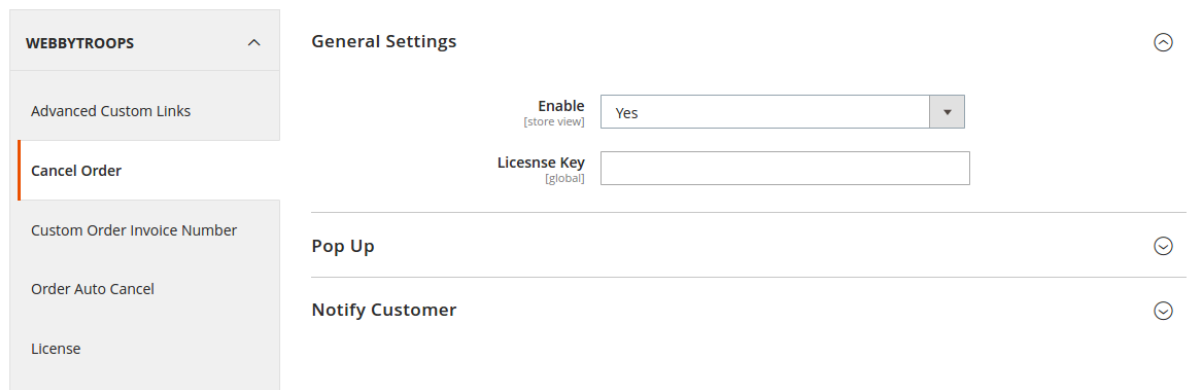 WEBBYTROOPS
Advanced Custom Links
Cancel Order
Custom Order Invoice Number
Order Auto Cancel
License
General Settings
Enable
[store view]
Yes
Licesnse Key
[global]
Pop Up
Notify Customer